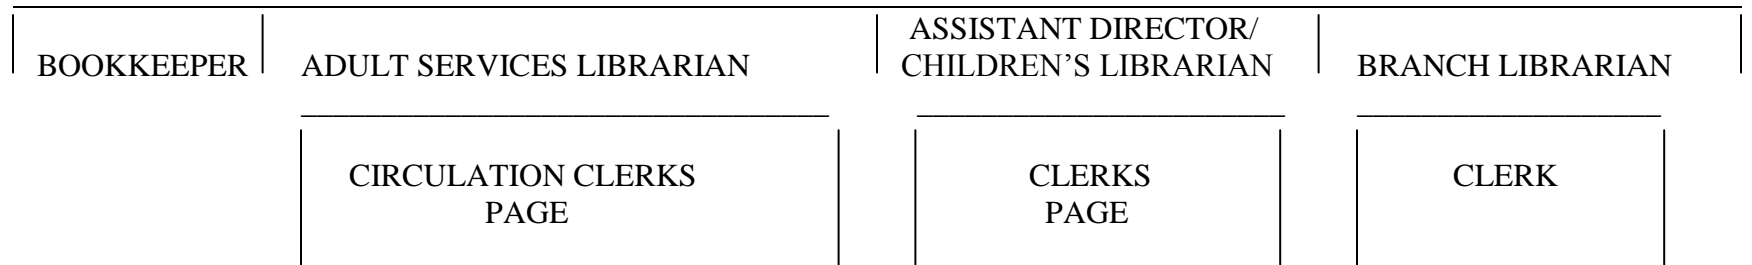 ASSISTANT DIRECTOR/
BOOKKEEPER ADULT SERVICES LIBRARIAN CHILDREN’S LIBRARIAN BRANCH LIBRARIAN
CIRCULATION CLERKS CLERKS CLERK
PAGE PAGE